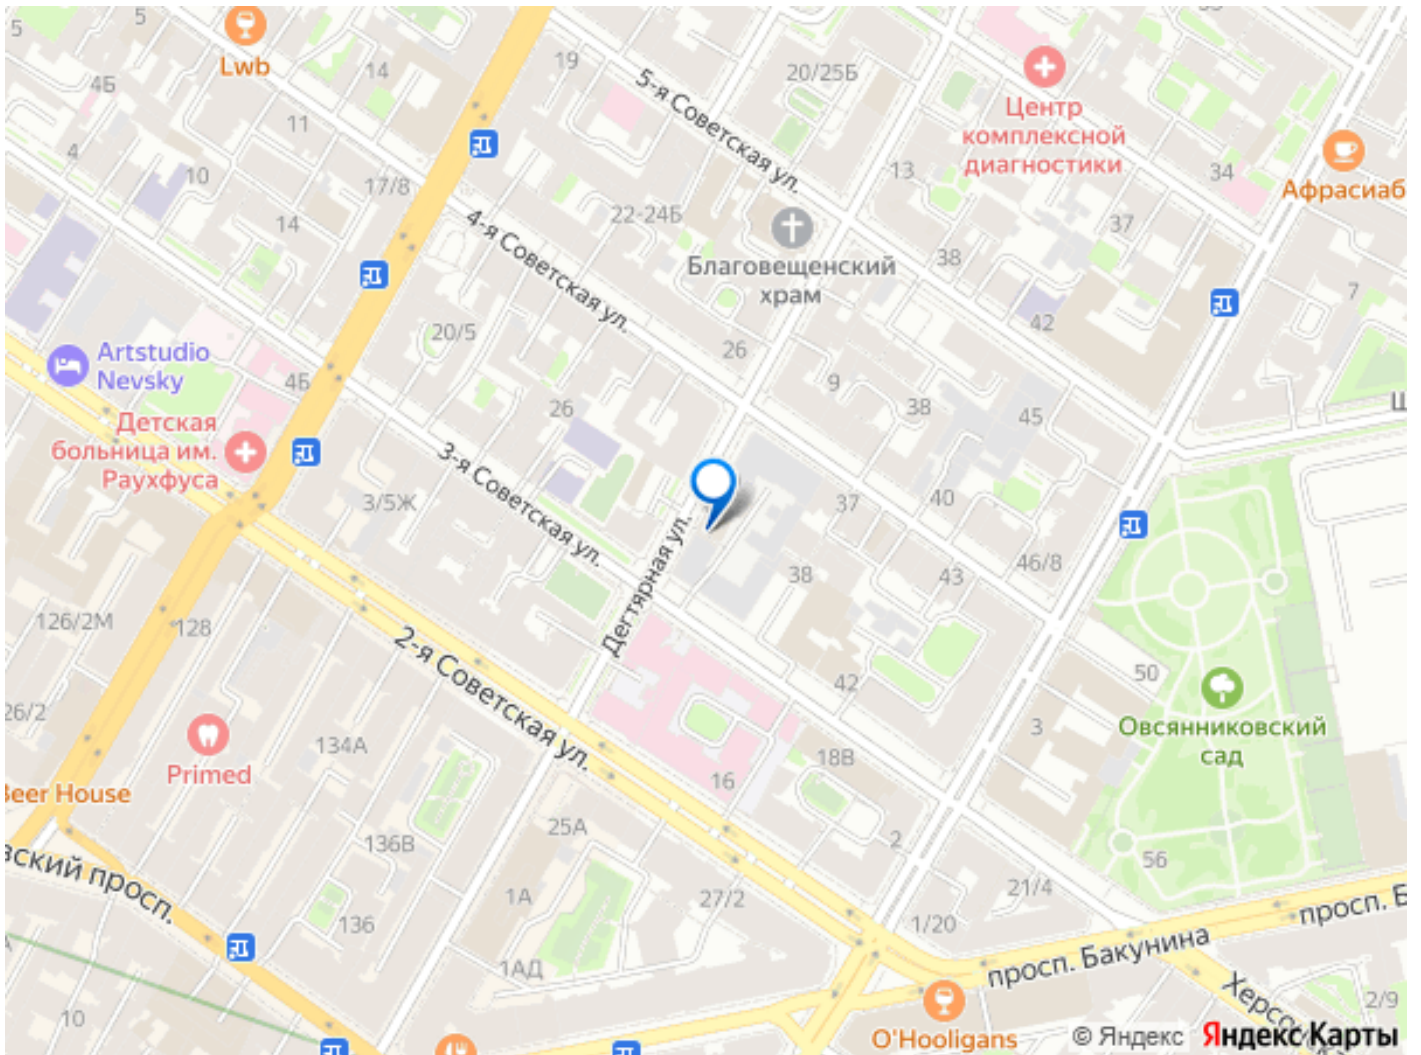 5
5
Lwb
14
19
20/25Б
4Б
5-я Советская ул.
Центр
комплексной
диагностики
11
4
10
17/8
13
34
Афрасиаб
14
22-24Б
4-я Советская ул.
37
Благовещенский
храм
38
7
42
20/5
26
Artstudio
Nevsky
4Б
9
26
38
45
Детская
больница им.
Раухфуса
3-я Советская ул.
3/5Ж
37
40
Дегтярная ул.
38
43
46/8
126/2М
128
2-я Советская ул.
42
50
26/2
3
Овсянниковский
сад
134А
Primed
18В
16
Beer House
25А
136В
2
56
вский просп.
1А
27/2
21/4
136
1/20
просп. Б
просп. Бакунина
1АД
10
O'Hooligans
2/9
© Яндекс Яндекс Карты